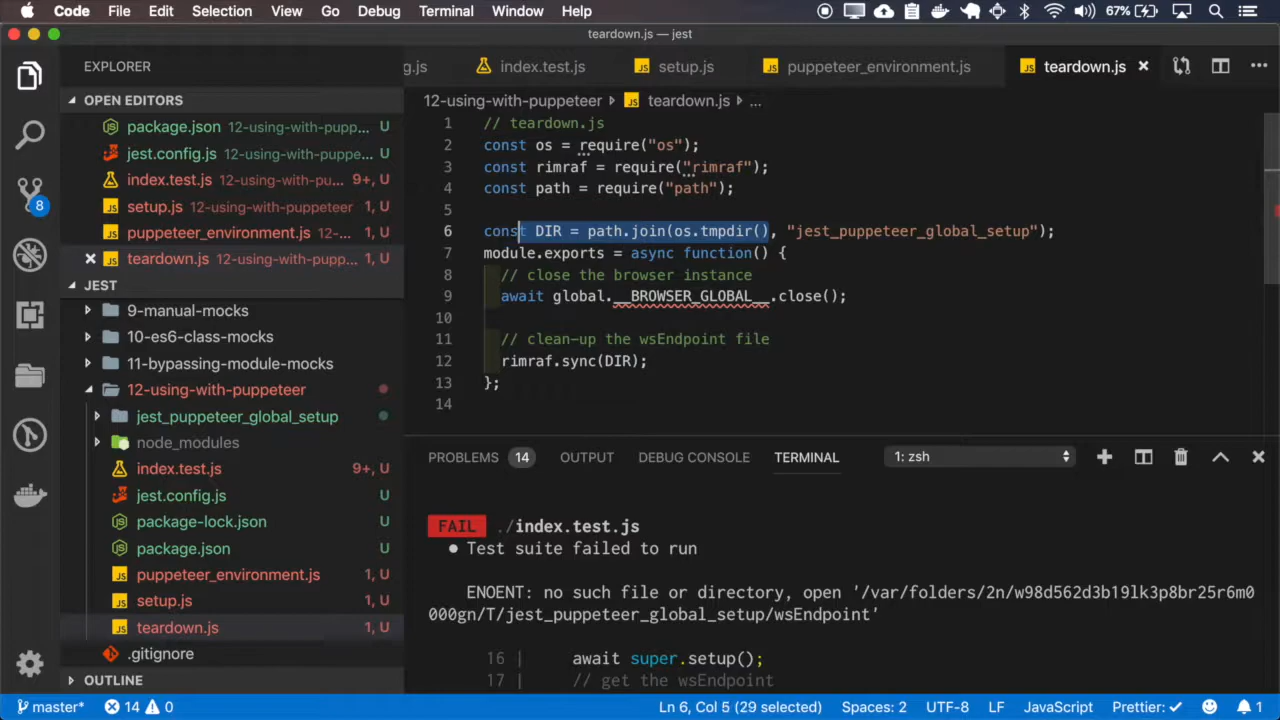 Code File Edit Selection View Go Debug Terminal Window Help 67%
teardown.js — jest
EXPLORER
g.js index.test.js setup.js puppeteer_environment.js teardown.js
OPEN EDITORS
package.json 12-using-with-puppet... U
jest.config.js 12-using-with-puppete... U
index.test.js 12-using-with-pu... 9+, U
setup.js 12-using-with-puppeteer 1, U
puppeteer_environment.js 12-... 1, U
teardown.js 12-using-with-pupp... 1, U
JEST
9-manual-mocks
10-es6-class-mocks
11-bypassing-module-mocks
12-using-with-puppeteer
jest_puppeteer_global_setup
node_modules
index.test.js 9+, U
jest.config.js U
package-lock.json U
package.json U
puppeteer_environment.js 1, U
setup.js 1, U
teardown.js 1, U
.gitignore
OUTLINE
8
12-using-with-puppeteer teardown.js ...
1 // teardown.js
2 const os = require("os");
3 const rimraf = require("rimraf");
4 const path = require("path");
5
6 const DIR = path.join(os.tmpdir(), "jest_puppeteer_global_setup");
7 module.exports = async function() {
8 // close the browser instance
9 await global.__BROWSER_GLOBAL__.close();
10
11 // clean-up the wsEndpoint file
12 rimraf.sync(DIR);
13 };
14
PROBLEMS 14 OUTPUT DEBUG CONSOLE TERMINAL 1: zsh
FAIL ./index.test.js
● Test suite failed to run
ENOENT: no such file or directory, open '/var/folders/2n/w98d562d3b19lk3p8br25r6m0
000gn/T/jest_puppeteer_global_setup/wsEndpoint'
16 | await super.setup();
17 | // get the wsEndpoint
master* 14 0 Ln 6, Col 5 (29 selected) Spaces: 2 UTF-8 LF JavaScript Prettier: ✓ 1